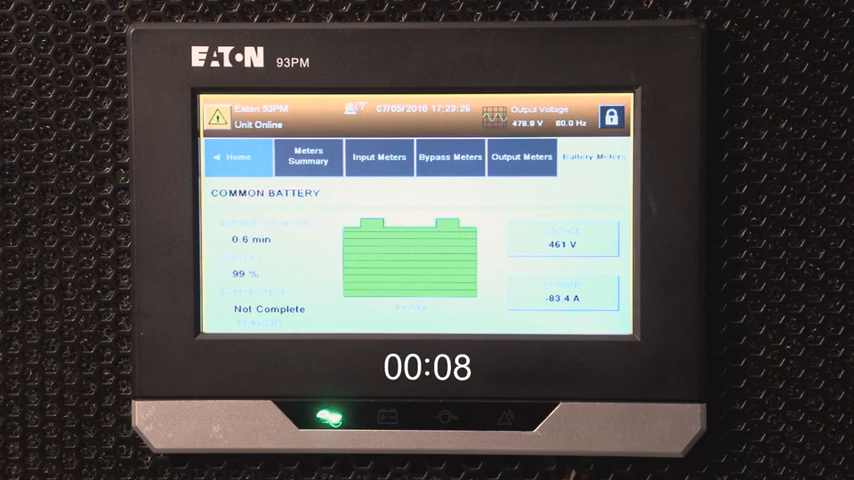 EATON 93PM
Eaton 93PM
Unit Online
07/05/2018 17:23:26
Output Voltage
478.9 V 60.0 Hz
Home
Meters Summary
Input Meters
Bypass Meters
Output Meters
Battery Meters
COMMON BATTERY
0.6 min
99 %
Not Complete
461 V
-83.4 A
00:08